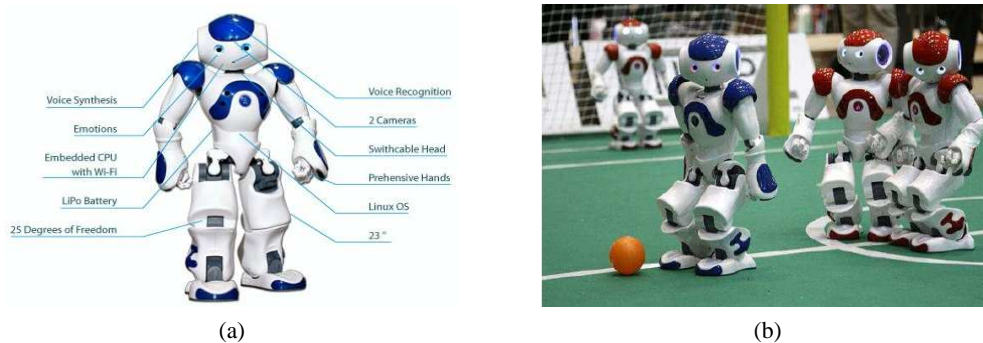 Voice Synthesis
Emotions
Embedded CPU
with Wi-Fi
LiPo Battery
25 Degrees of Freedom
Voice Recognition
2 Cameras
Swithcable Head
Prehensive Hands
Linux OS
23 "
(a)
(b)